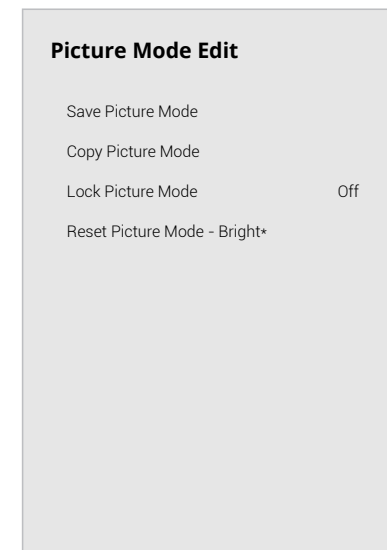 Picture Mode Edit
Save Picture Mode
Copy Picture Mode
Lock Picture Mode Off
Reset Picture Mode - Bright*